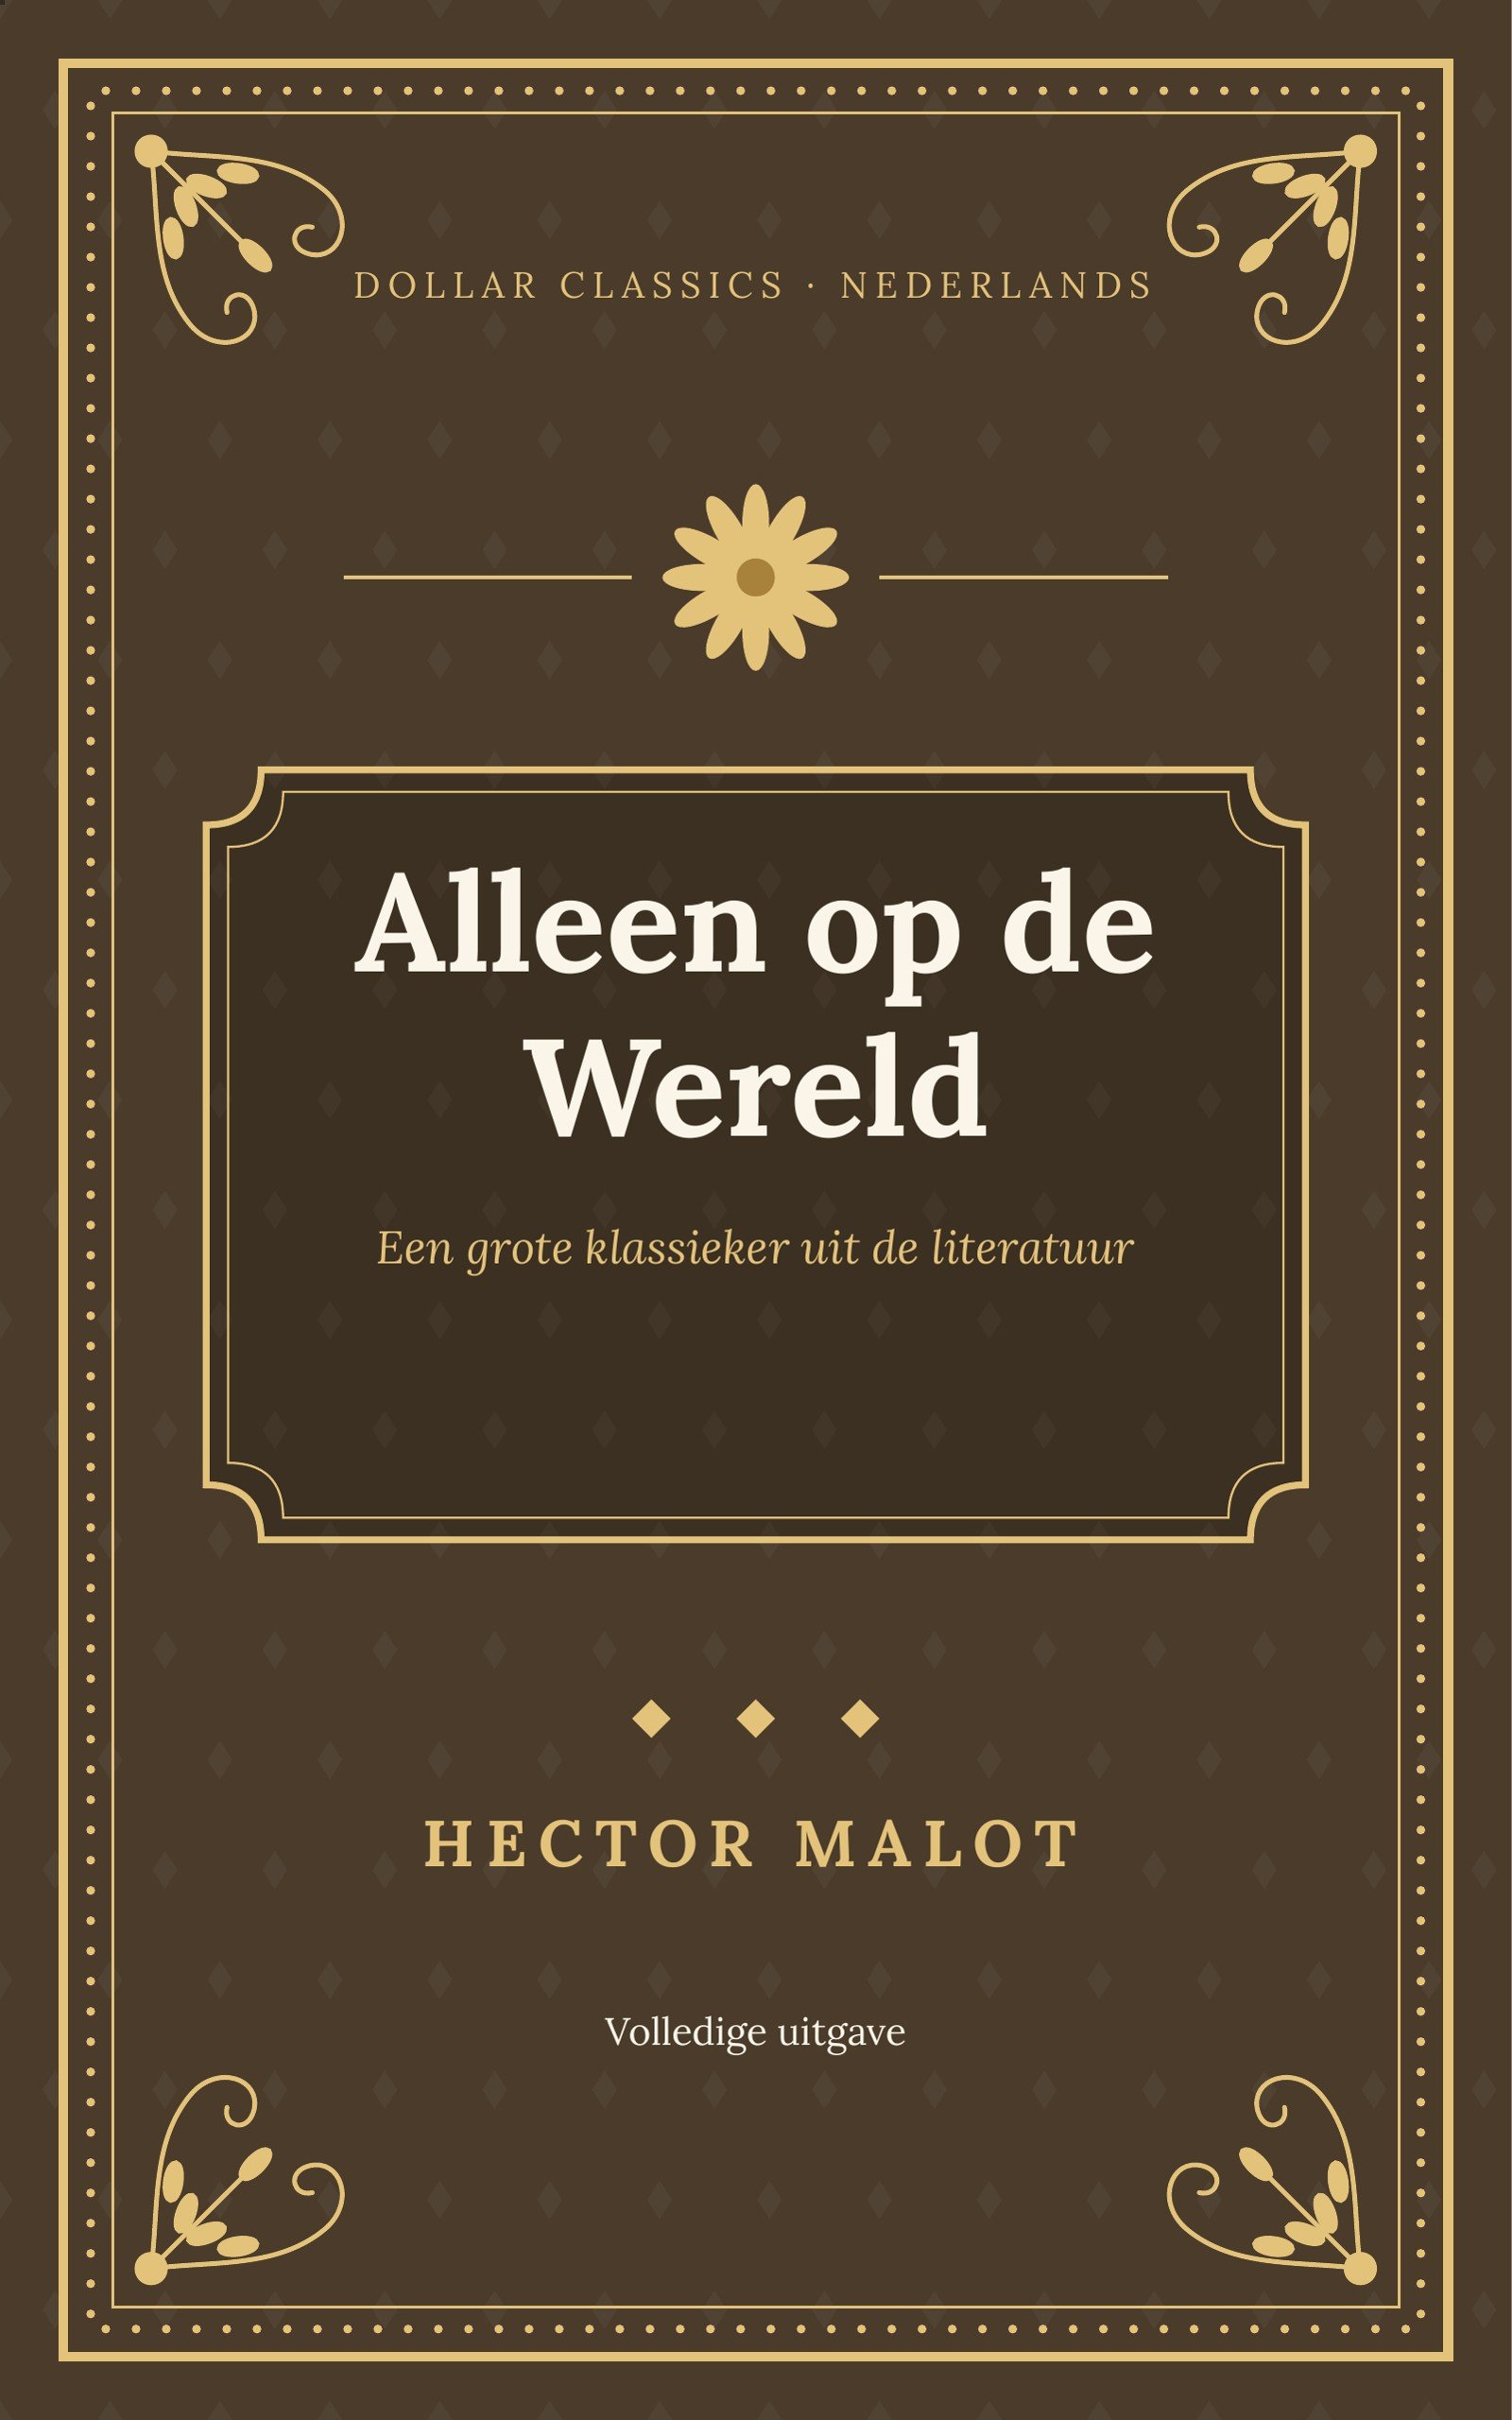 DOLLAR CLASSICS · NEDERLANDS
Alleen op de
Wereld
Een grote klassieker uit de literatuur
HECTOR MALOT
Volledige uitgave